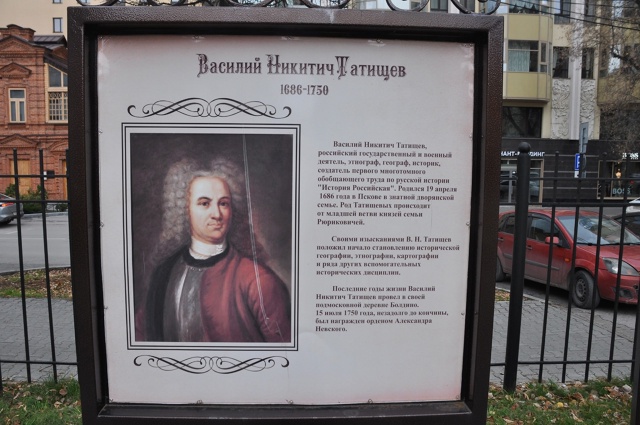 Василий Никитич Татищев
1686-1750
Василий Никитич Татищев,
российский государственный и военный
деятель, этнограф, географ, историк,
создатель первого многотомного
обобщающего труда по русской истории
"История Российская". Родился 19 апреля
1686 года в Пскове в знатной дворянской
семье. Род Татищевых происходит
от младшей ветви князей семьи
Рюриковичей.
Своими изысканиями В. Н. Татищев
положил начало становлению исторической
географии, этнографии, картографии
и ряда других вспомогательных
исторических дисциплин.
Последние годы жизни Василий
Никитич Татищев провел в своей
подмосковной деревне Болдино.
15 июля 1750 года, незадолго до кончины,
был награжден орденом Александра
Невского.